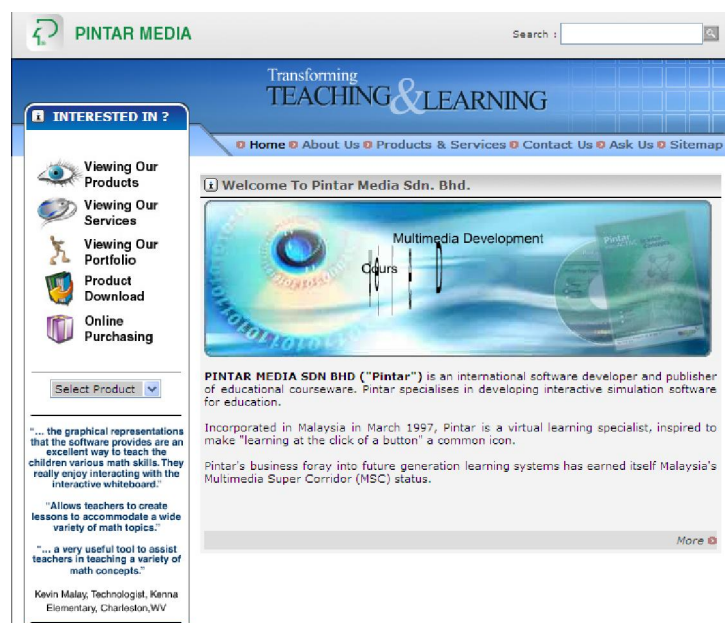 PINTAR MEDIA
Search :
Transforming
TEACHING & LEARNING
INTERESTED IN ?
Home About Us Products & Services Contact Us Ask Us Sitemap
Viewing Our
Products
Viewing Our
Services
Viewing Our
Portfolio
Product
Download
Online
Purchasing
Select Product
"... the graphical representations
that the software provides are an
excellent way to teach the
children various math skills. They
really enjoy interacting with the
interactive whiteboard."
"Allows teachers to create
lessons to accommodate a wide
variety of math topics."
"... a very useful tool to assist
teachers in teaching a variety of
math concepts."
Kevin Malay, Technologist, Kenna
Elementary, Charleston,WV
Welcome To Pintar Media Sdn. Bhd.
Multimedia Development
Cours
Pintar
PINTAR MEDIA SDN BHD ("Pintar") is an international software developer and publisher
of educational courseware. Pintar specialises in developing interactive simulation software
for education.
Incorporated in Malaysia in March 1997, Pintar is a virtual learning specialist, inspired to
make "learning at the click of a button" a common icon.
Pintar's business foray into future generation learning systems has earned itself Malaysia's
Multimedia Super Corridor (MSC) status.
More